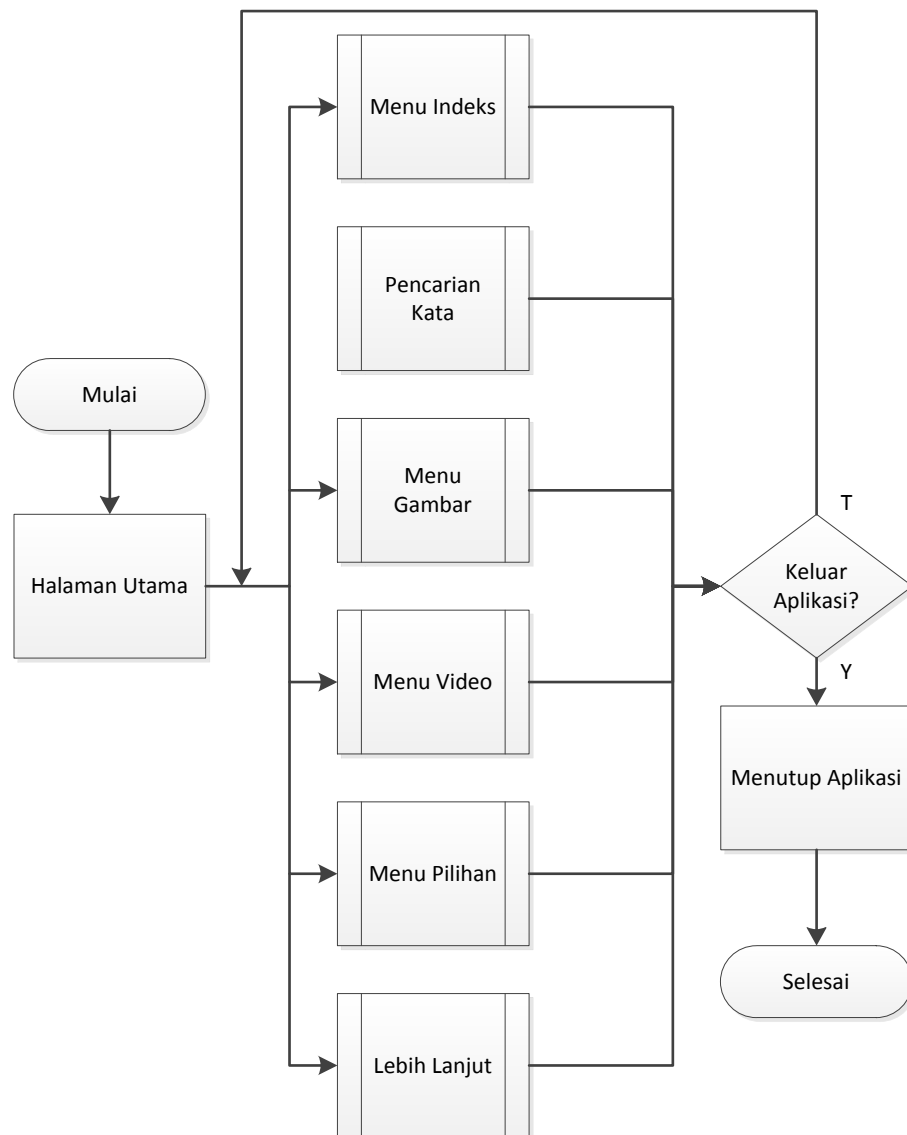 Menu Indeks
Pencarian
Kata
Mulai
Menu
Gambar
T
Halaman Utama
Keluar
Aplikasi?
Y
Menu Video
Menutup Aplikasi
Menu Pilihan
Selesai
Lebih Lanjut